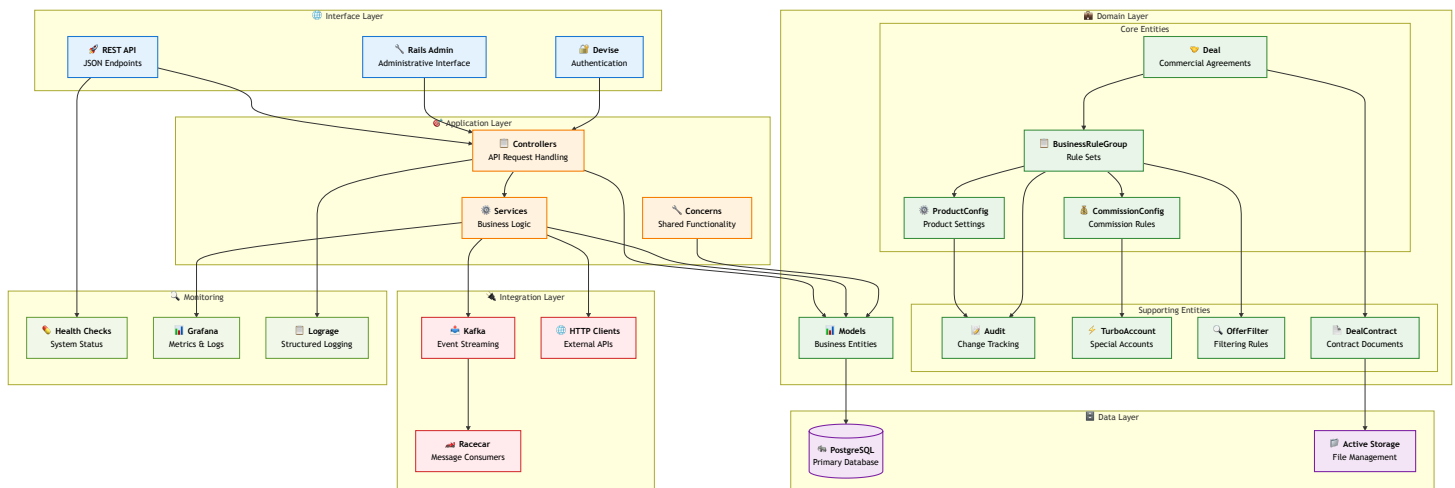 🌐 Interface Layer
🚀 REST API
JSON Endpoints
🔧 Rails Admin
Administrative Interface
🔐 Devise
Authentication
🎯 Application Layer
📋 Controllers
API Request Handling
⚙️ Services
Business Logic
🔧 Concerns
Shared Functionality
💼 Domain Layer
Core Entities
🤝 Deal
Commercial Agreements
📋 BusinessRuleGroup
Rule Sets
⚙️ ProductConfig
Product Settings
💰 CommissionConfig
Commission Rules
Supporting Entities
📊 Models
Business Entities
📝 Audit
Change Tracking
⚡ TurboAccount
Special Accounts
🔍 OfferFilter
Filtering Rules
📄 DealContract
Contract Documents
🔍 Monitoring
💊 Health Checks
System Status
📊 Grafana
Metrics & Logs
📋 Lograge
Structured Logging
🔌 Integration Layer
📤 Kafka
Event Streaming
🌐 HTTP Clients
External APIs
🏎️ Racecar
Message Consumers
🗄️ Data Layer
🐘 PostgreSQL
Primary Database
📁 Active Storage
File Management